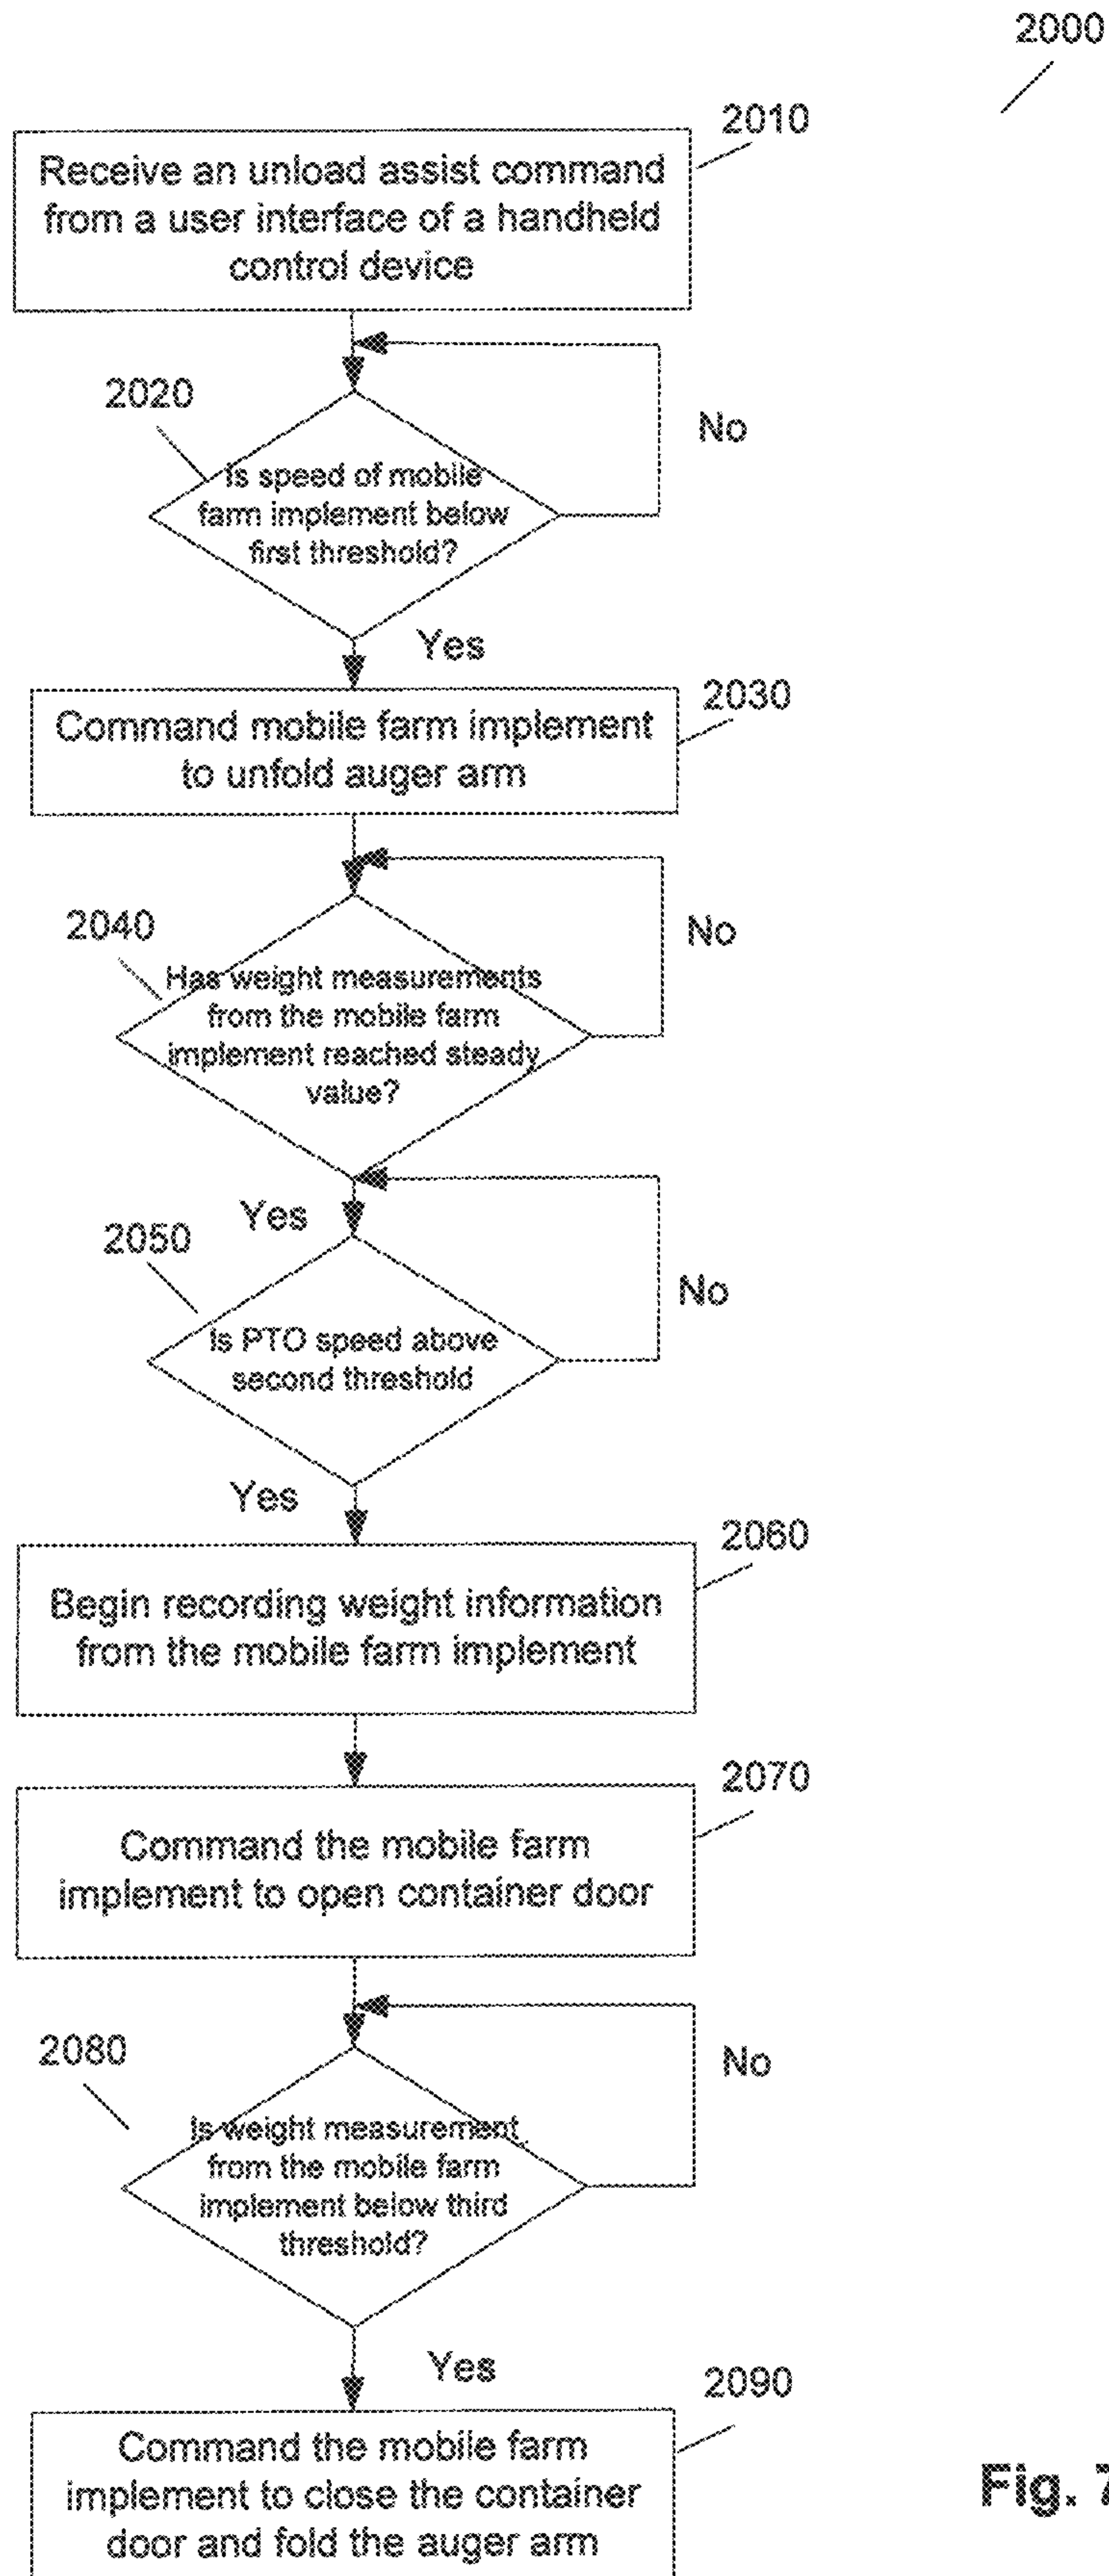 2000
2010
Receive an unload assist command
from a user interface of a handheld
control device
2020
No
Is speed of mobile
farm implement below
first threshold?
Yes
2030
Command mobile farm implement
to unfold auger arm
2040
No
Has weight measurements
from the mobile farm
implement reached steady
value?
Yes
2050
No
Is PTO speed above
second threshold
Yes
2060
Begin recording weight information
from the mobile farm implement
2070
Command the mobile farm
implement to open container door
2080
No
Is weight measurement
from the mobile farm
implement below third
threshold?
Yes
2090
Command the mobile farm
implement to close the container
door and fold the auger arm
Fig. 7